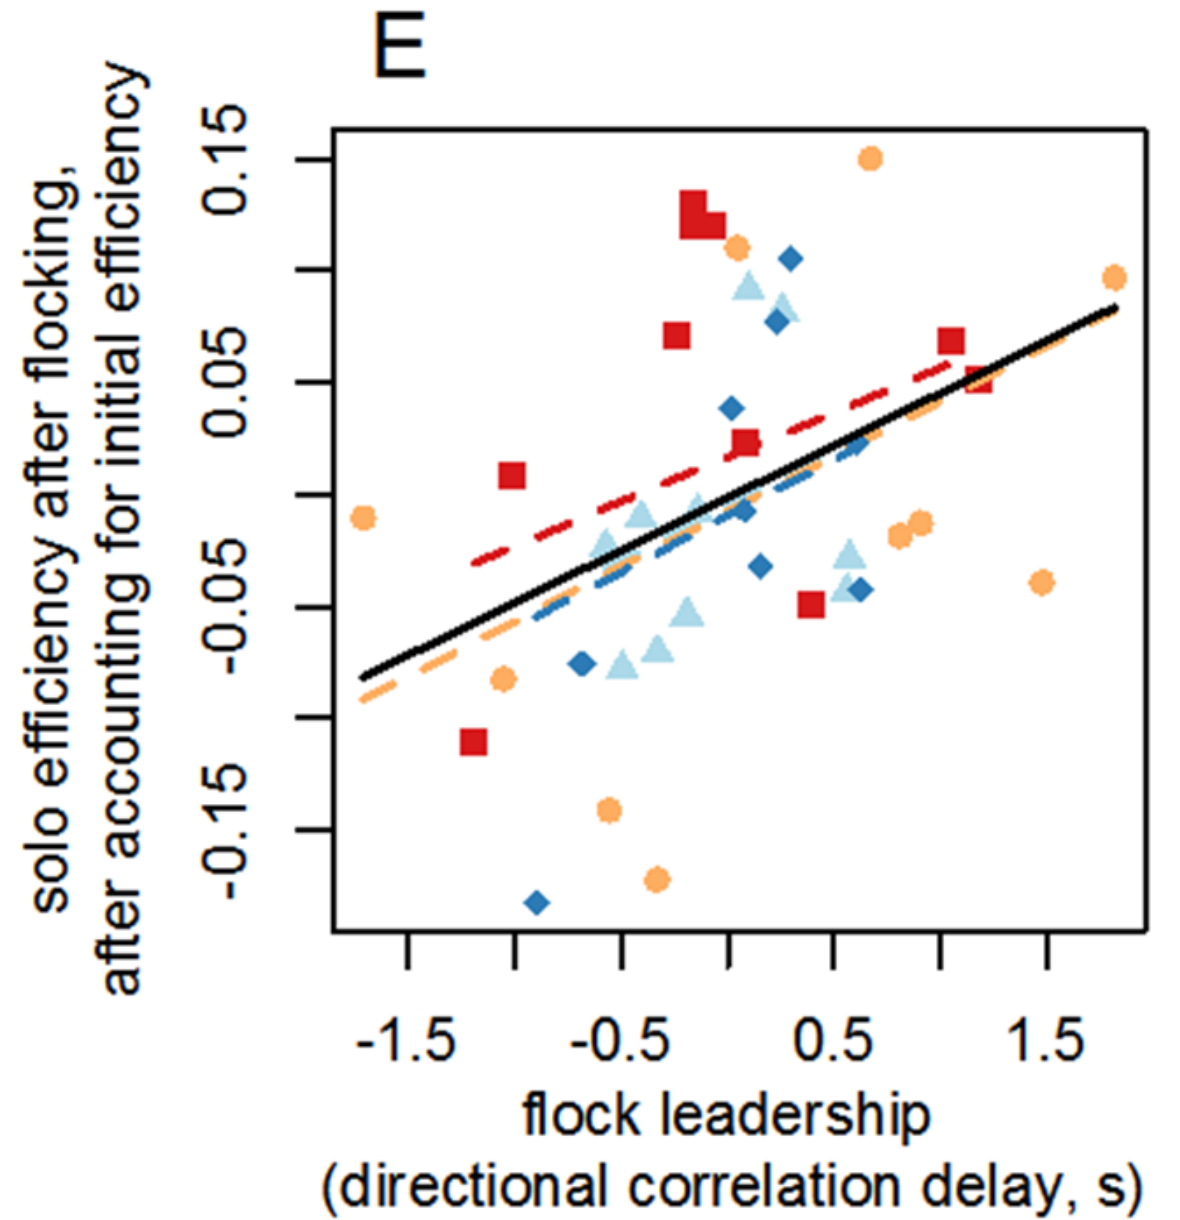 E
solo efficiency after flocking,
after accounting for initial efficiency
0.15
0.05
-0.05
-0.15
-1.5 -0.5 0.5 1.5
flock leadership
(directional correlation delay, s)